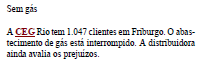 Sem gás
A CEG Rio tem 1.047 clientes em Friburgo. O abas-
tecimento de gás está interrompido. A distribuidora
ainda avalia os prejuízos.